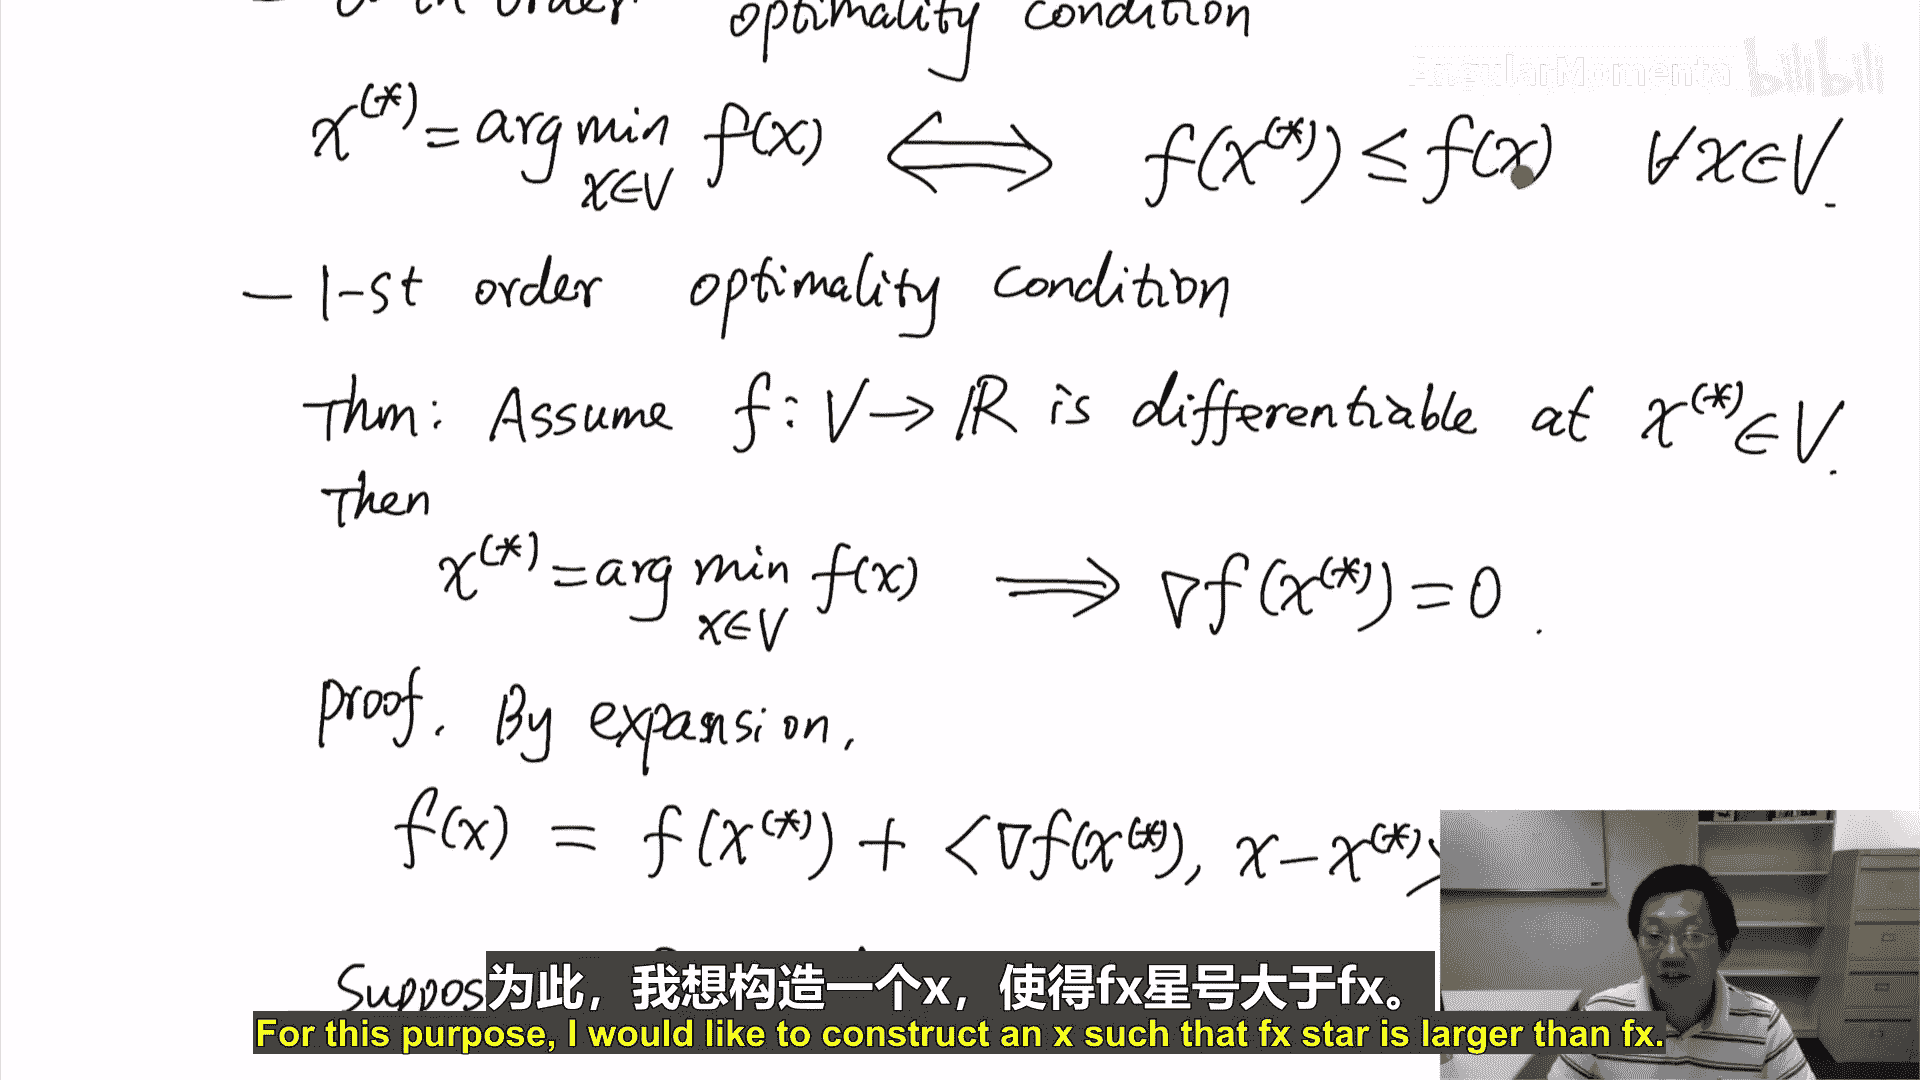 optimality condition
AngularMomenta bilibili
x^(*) = arg min_{x∈V} f(x) ⟺ f(x^(*)) ≤ f(x) ∀x∈V.
– 1-st order optimality condition
Thm: Assume f: V → ℝ is differentiable at x^(*) ∈ V.
Then
x^(*) = arg min_{x∈V} f(x) ⟹ ∇f(x^(*)) = 0.
Proof. By expansion,
f(x) = f(x^(*)) + <∇f(x^(*)), x – x^(*)>
为此，我想构造一个x，使得fx星号大于fx。
For this purpose, I would like to construct an x such that fx star is larger than fx.